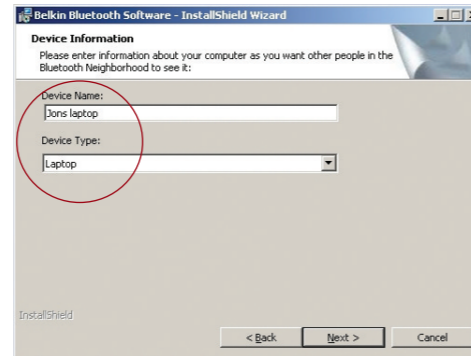 Belkin Bluetooth Software - InstallShield Wizard
Device Information
Please enter information about your computer as you want other people in the
Bluetooth Neighborhood to see it:
Device Name:
Jons laptop
Device Type:
Laptop
InstallShield
< Back Next > Cancel